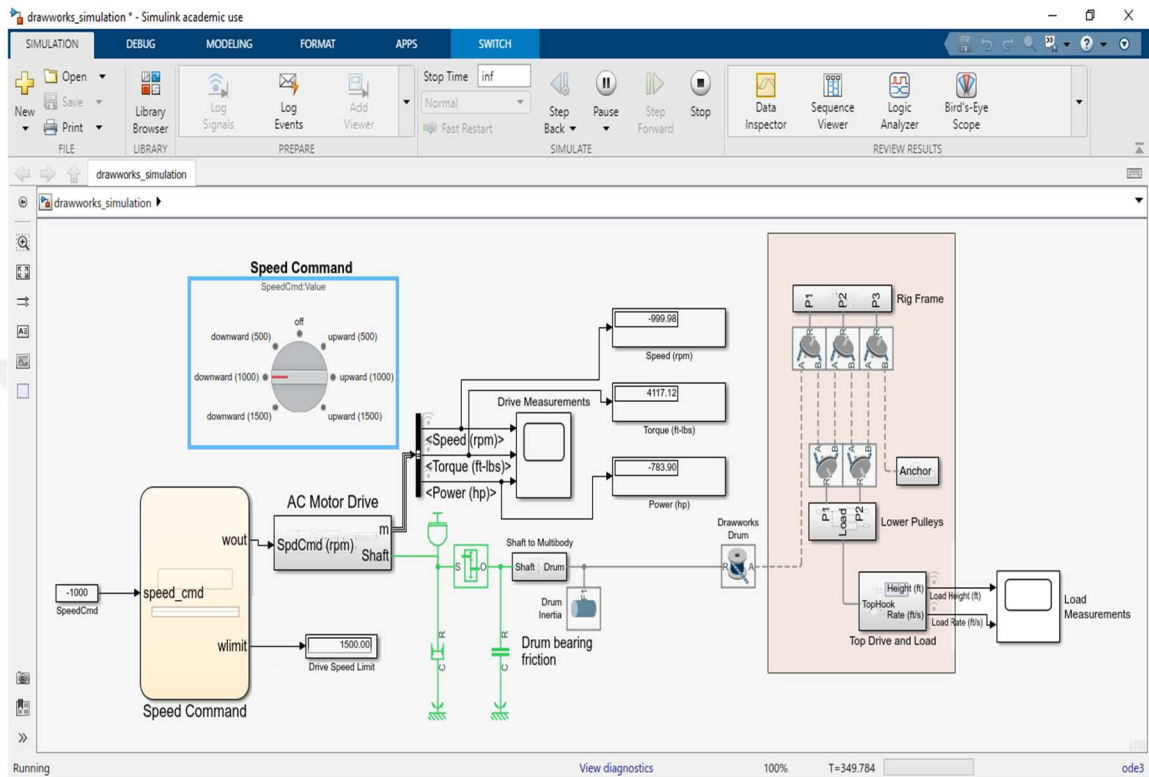 drawworks_simulation * - Simulink academic use
SIMULATION DEBUG MODELING FORMAT APPS SWITCH
New
Open
Save
Print
FILE
Library Browser
LIBRARY
Log Signals
Log Events
Add Viewer
PREPARE
Stop Time inf
Normal
Fast Restart
Step Back
Pause
Step Forward
Stop
SIMULATE
Data Inspector
Sequence Viewer
Logic Analyzer
Bird's-Eye Scope
REVIEW RESULTS
drawworks_simulation
drawworks_simulation
Speed Command
SpeedCmd:Value
off
downward (500) upward (500)
downward (1000) upward (1000)
downward (1500) upward (1500)
-999.98
Speed (rpm)
4117.12
Torque (ft-lbs)
-783.90
Power (hp)
Drive Measurements
<Speed (rpm)>
<Torque (ft-lbs)>
<Power (hp)>
P1 P2 P3
Rig Frame
R R R
A B A B A B
A B A B
R R
Anchor
P1 Load P2
Lower Pulleys
AC Motor Drive
SpdCmd (rpm)
m
Shaft
wout
-1000
SpeedCmd
speed_cmd
wlimit
1500.00
Drive Speed Limit
Speed Command
S O
R C
R C
Shaft to Multibody
Shaft Drum
Drum Inertia
F1
Drum bearing
friction
Drawworks
Drum
R A
TopHook
Height (ft)
Rate (ft/s)
Load Height (ft)
Load Rate (ft/s)
Top Drive and Load
Load
Measurements
Running
View diagnostics
100%
T=349.784
ode3